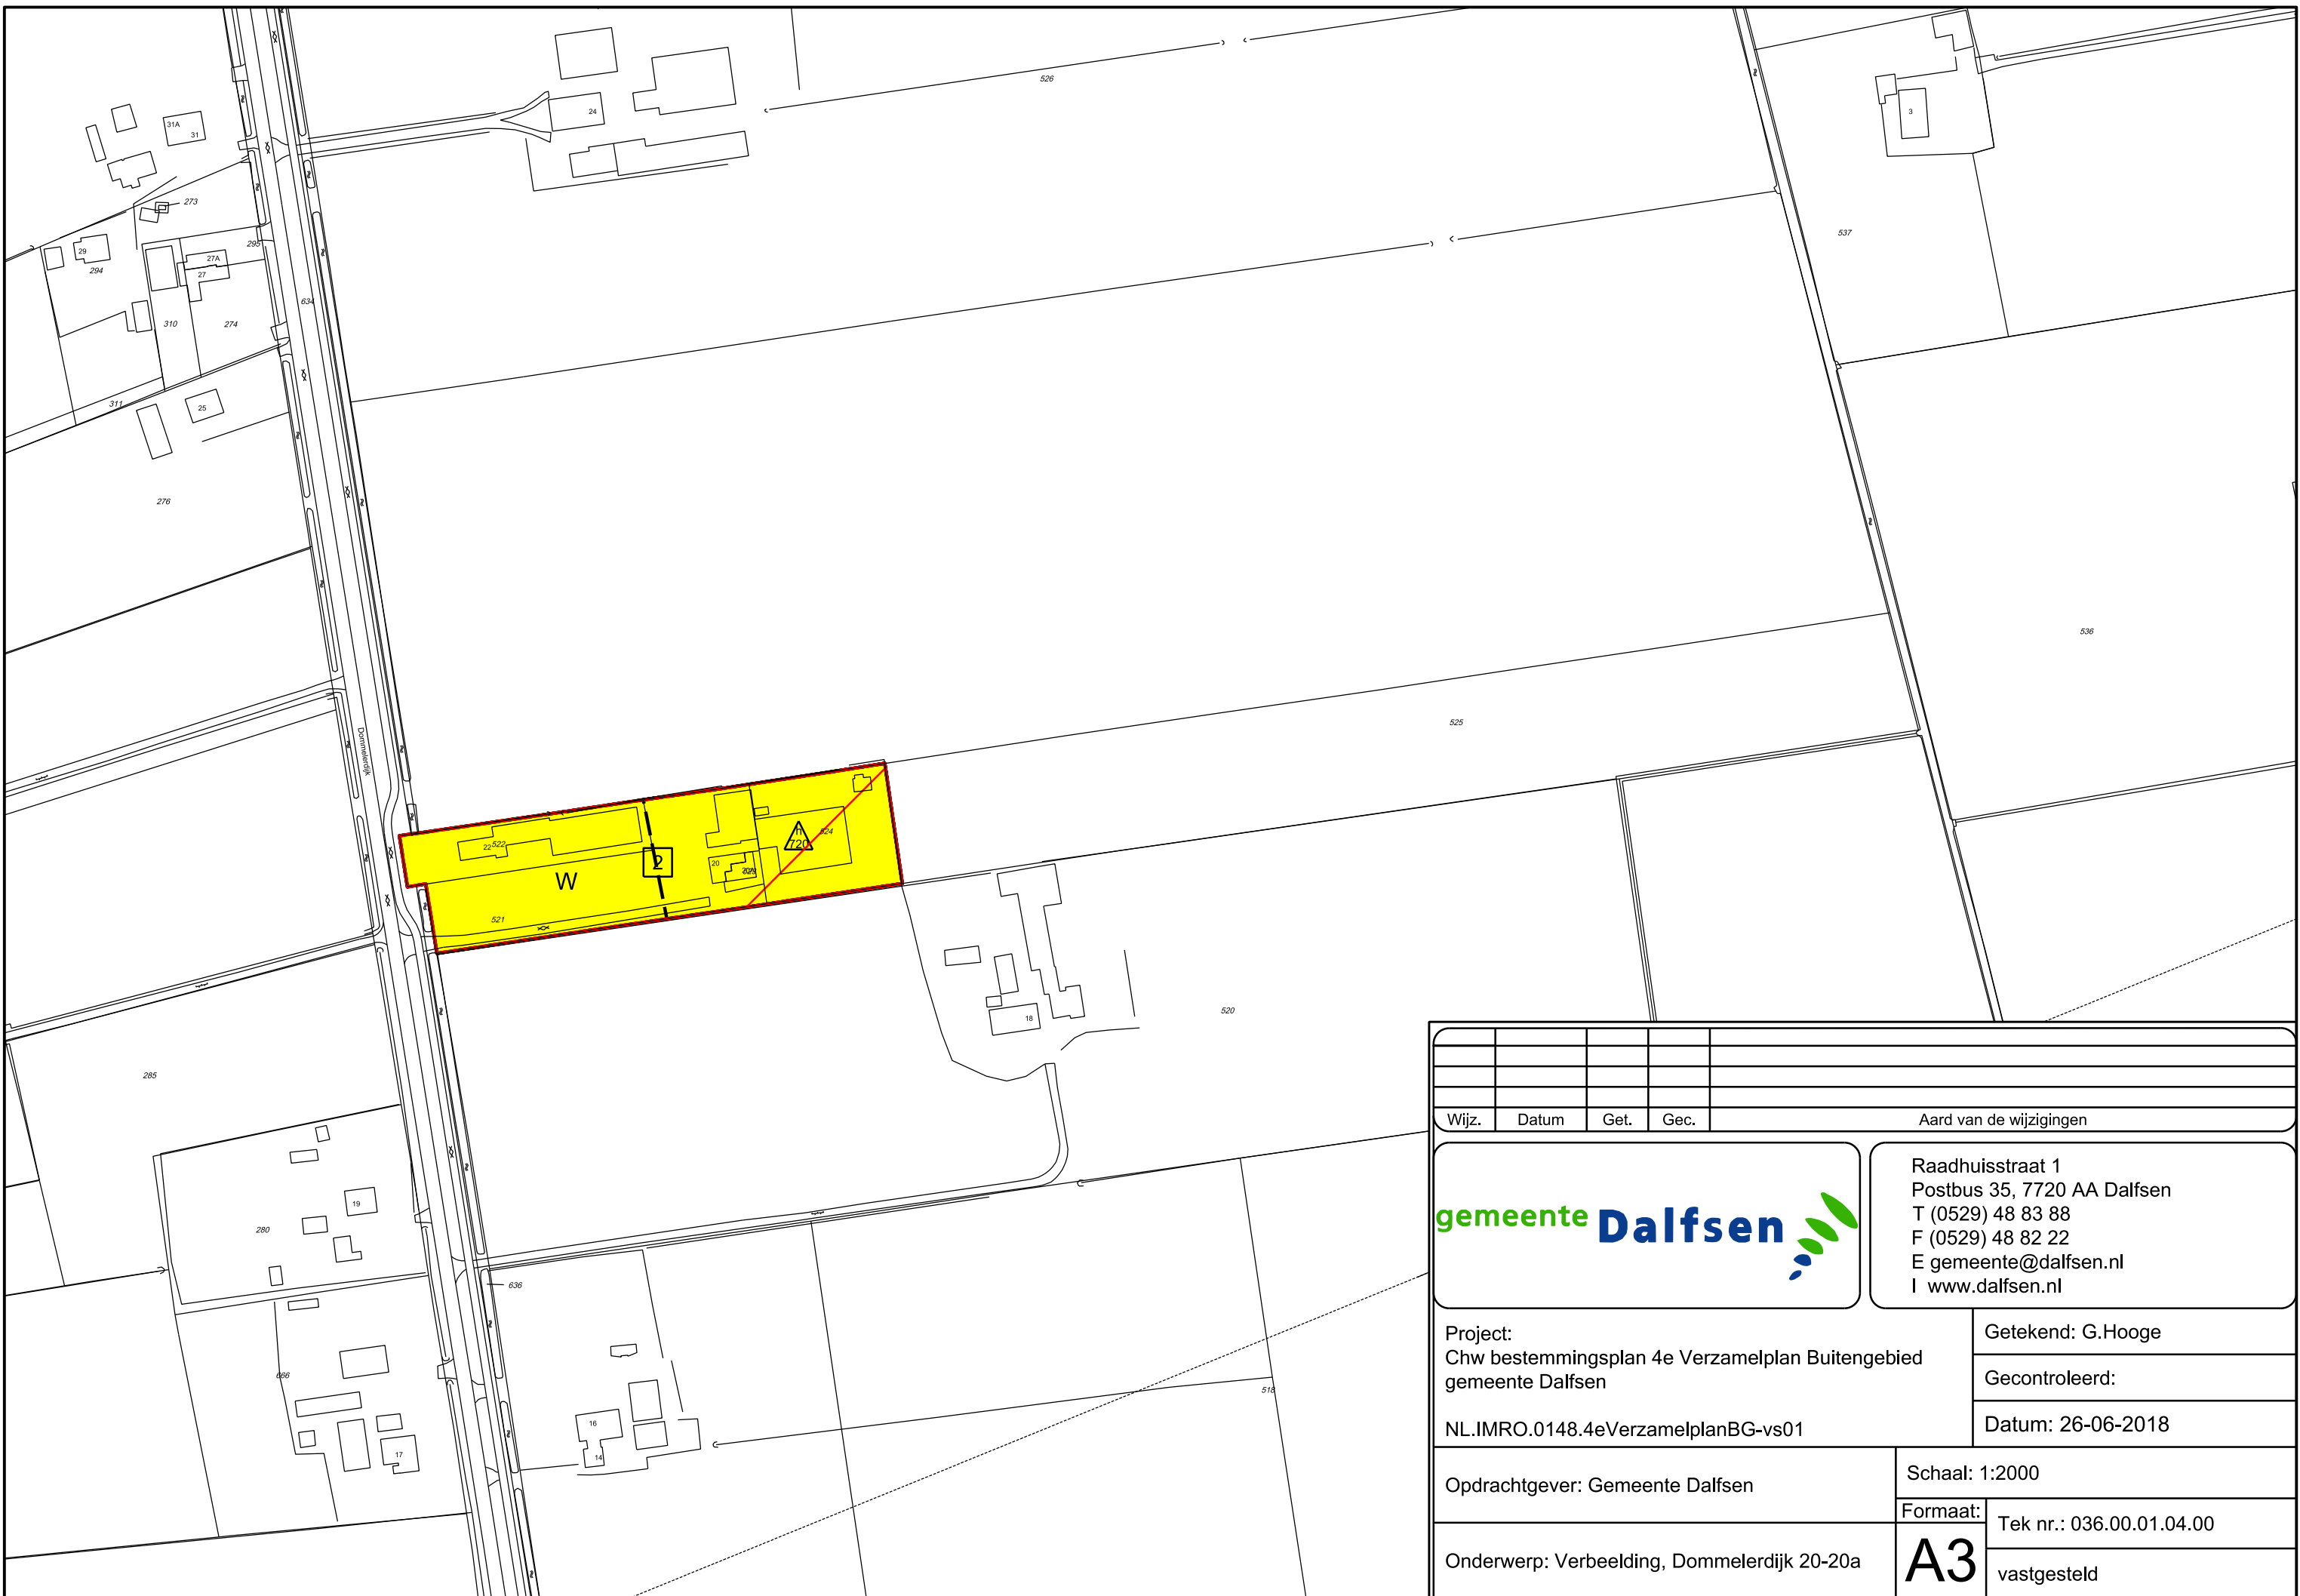 526
24
31A
31
3
273
537
29
295
27A
294
27
634
310
274
311
25
276
536
525
Dommelerdijk
h
720
524
22
522
2
20
W
521
18
520
285
19
280
636
666
518
16
14
17
Wijz.
Datum
Get.
Gec.
Aard van de wijzigingen
gemeente Dalfsen
Raadhuisstraat 1
Postbus 35, 7720 AA Dalfsen
T (0529) 48 83 88
F (0529) 48 82 22
E gemeente@dalfsen.nl
I www.dalfsen.nl
Project:
Chw bestemmingsplan 4e Verzamelplan Buitengebied
gemeente Dalfsen
NL.IMRO.0148.4eVerzamelplanBG-vs01
Getekend: G.Hooge
Gecontroleerd:
Datum: 26-06-2018
Opdrachtgever: Gemeente Dalfsen
Schaal: 1:2000
Formaat:
A3
Tek nr.: 036.00.01.04.00
Onderwerp: Verbeelding, Dommelerdijk 20-20a
vastgesteld